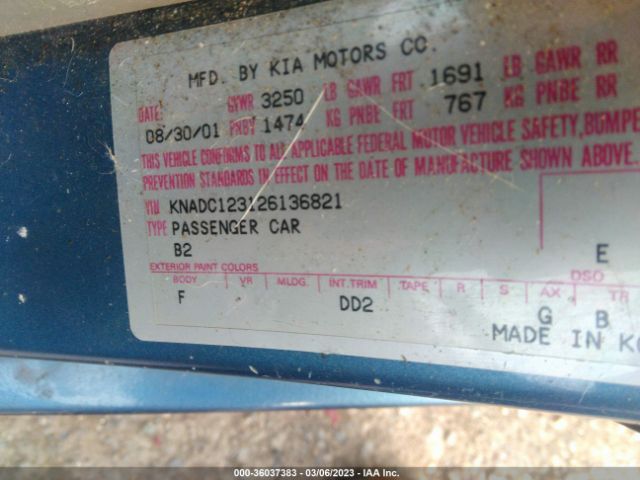 MFD. BY KIA MOTORS CO.
DATE: GVWR 3250 LB GAWR FRT 1691 LB GAWR RR
08/30/01 PNBV 1474 KG PNBE FRT 767 KG PNBE RR
THIS VEHICLE CONFORMS TO ALL APPLICABLE FEDERAL MOTOR VEHICLE SAFETY, BUMPE
PREVENTION STANDARDS IN EFFECT ON THE DATE OF MANUFACTURE SHOWN ABOVE.
VIN KNADC123126136821
TYPE PASSENGER CAR
B2 E
EXTERIOR PAINT COLORS DSO
BODY VR MLDG. INT. TRIM TAPE R S AX TR
F DD2 G B
MADE IN KO
000-36037383 - 03/06/2023 - IAA Inc.